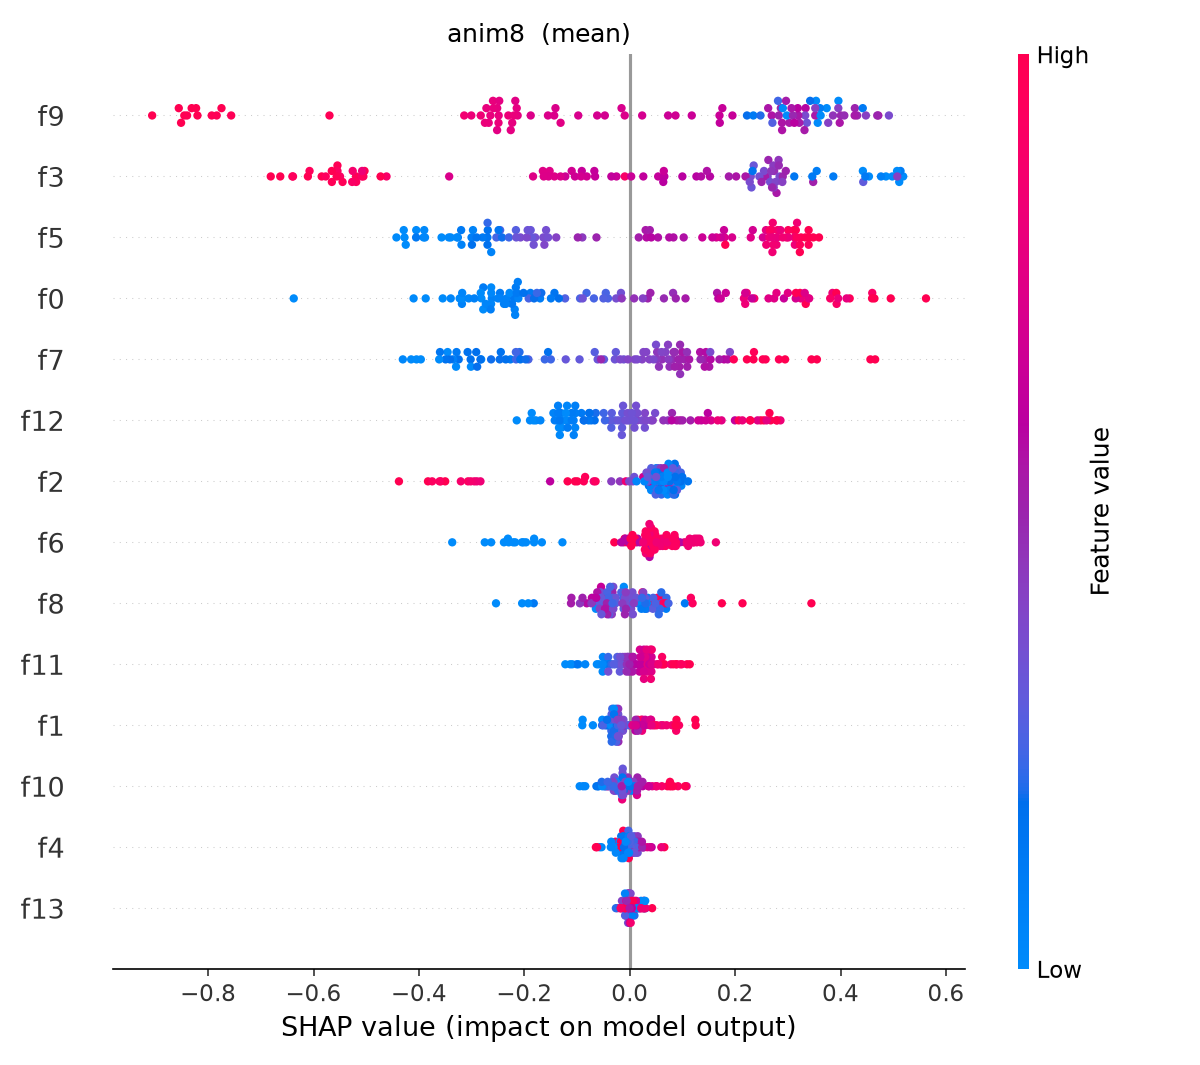 anim8 (mean)
High
f9
f3
f5
f0
f7
f12
f2
f6
f8
f11
f1
f10
f4
f13
Feature value
Low
−0.8 −0.6 −0.4 −0.2 0.0 0.2 0.4 0.6
SHAP value (impact on model output)